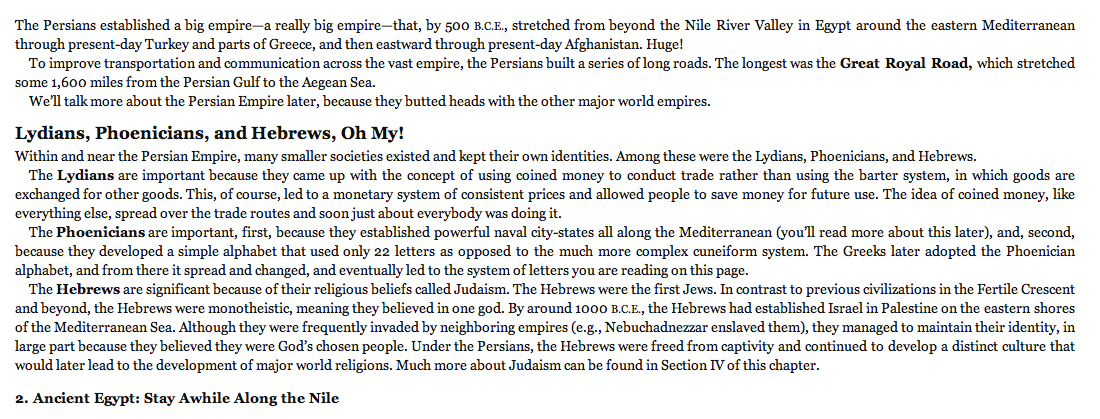 The Persians established a big empire—a really big empire—that, by 500 B.C.E., stretched from beyond the Nile River Valley in Egypt around the eastern Mediterranean
through present-day Turkey and parts of Greece, and then eastward through present-day Afghanistan. Huge!
To improve transportation and communication across the vast empire, the Persians built a series of long roads. The longest was the Great Royal Road, which stretched
some 1,600 miles from the Persian Gulf to the Aegean Sea.
We'll talk more about the Persian Empire later, because they butted heads with the other major world empires.
Lydians, Phoenicians, and Hebrews, Oh My!
Within and near the Persian Empire, many smaller societies existed and kept their own identities. Among these were the Lydians, Phoenicians, and Hebrews.
The Lydians are important because they came up with the concept of using coined money to conduct trade rather than using the barter system, in which goods are
exchanged for other goods. This, of course, led to a monetary system of consistent prices and allowed people to save money for future use. The idea of coined money, like
everything else, spread over the trade routes and soon just about everybody was doing it.
The Phoenicians are important, first, because they established powerful naval city-states all along the Mediterranean (you'll read more about this later), and, second,
because they developed a simple alphabet that used only 22 letters as opposed to the much more complex cuneiform system. The Greeks later adopted the Phoenician
alphabet, and from there it spread and changed, and eventually led to the system of letters you are reading on this page.
The Hebrews are significant because of their religious beliefs called Judaism. The Hebrews were the first Jews. In contrast to previous civilizations in the Fertile Crescent
and beyond, the Hebrews were monotheistic, meaning they believed in one god. By around 1000 B.C.E., the Hebrews had established Israel in Palestine on the eastern shores
of the Mediterranean Sea. Although they were frequently invaded by neighboring empires (e.g., Nebuchadnezzar enslaved them), they managed to maintain their identity, in
large part because they believed they were God's chosen people. Under the Persians, the Hebrews were freed from captivity and continued to develop a distinct culture that
would later lead to the development of major world religions. Much more about Judaism can be found in Section IV of this chapter.
2. Ancient Egypt: Stay Awhile Along the Nile